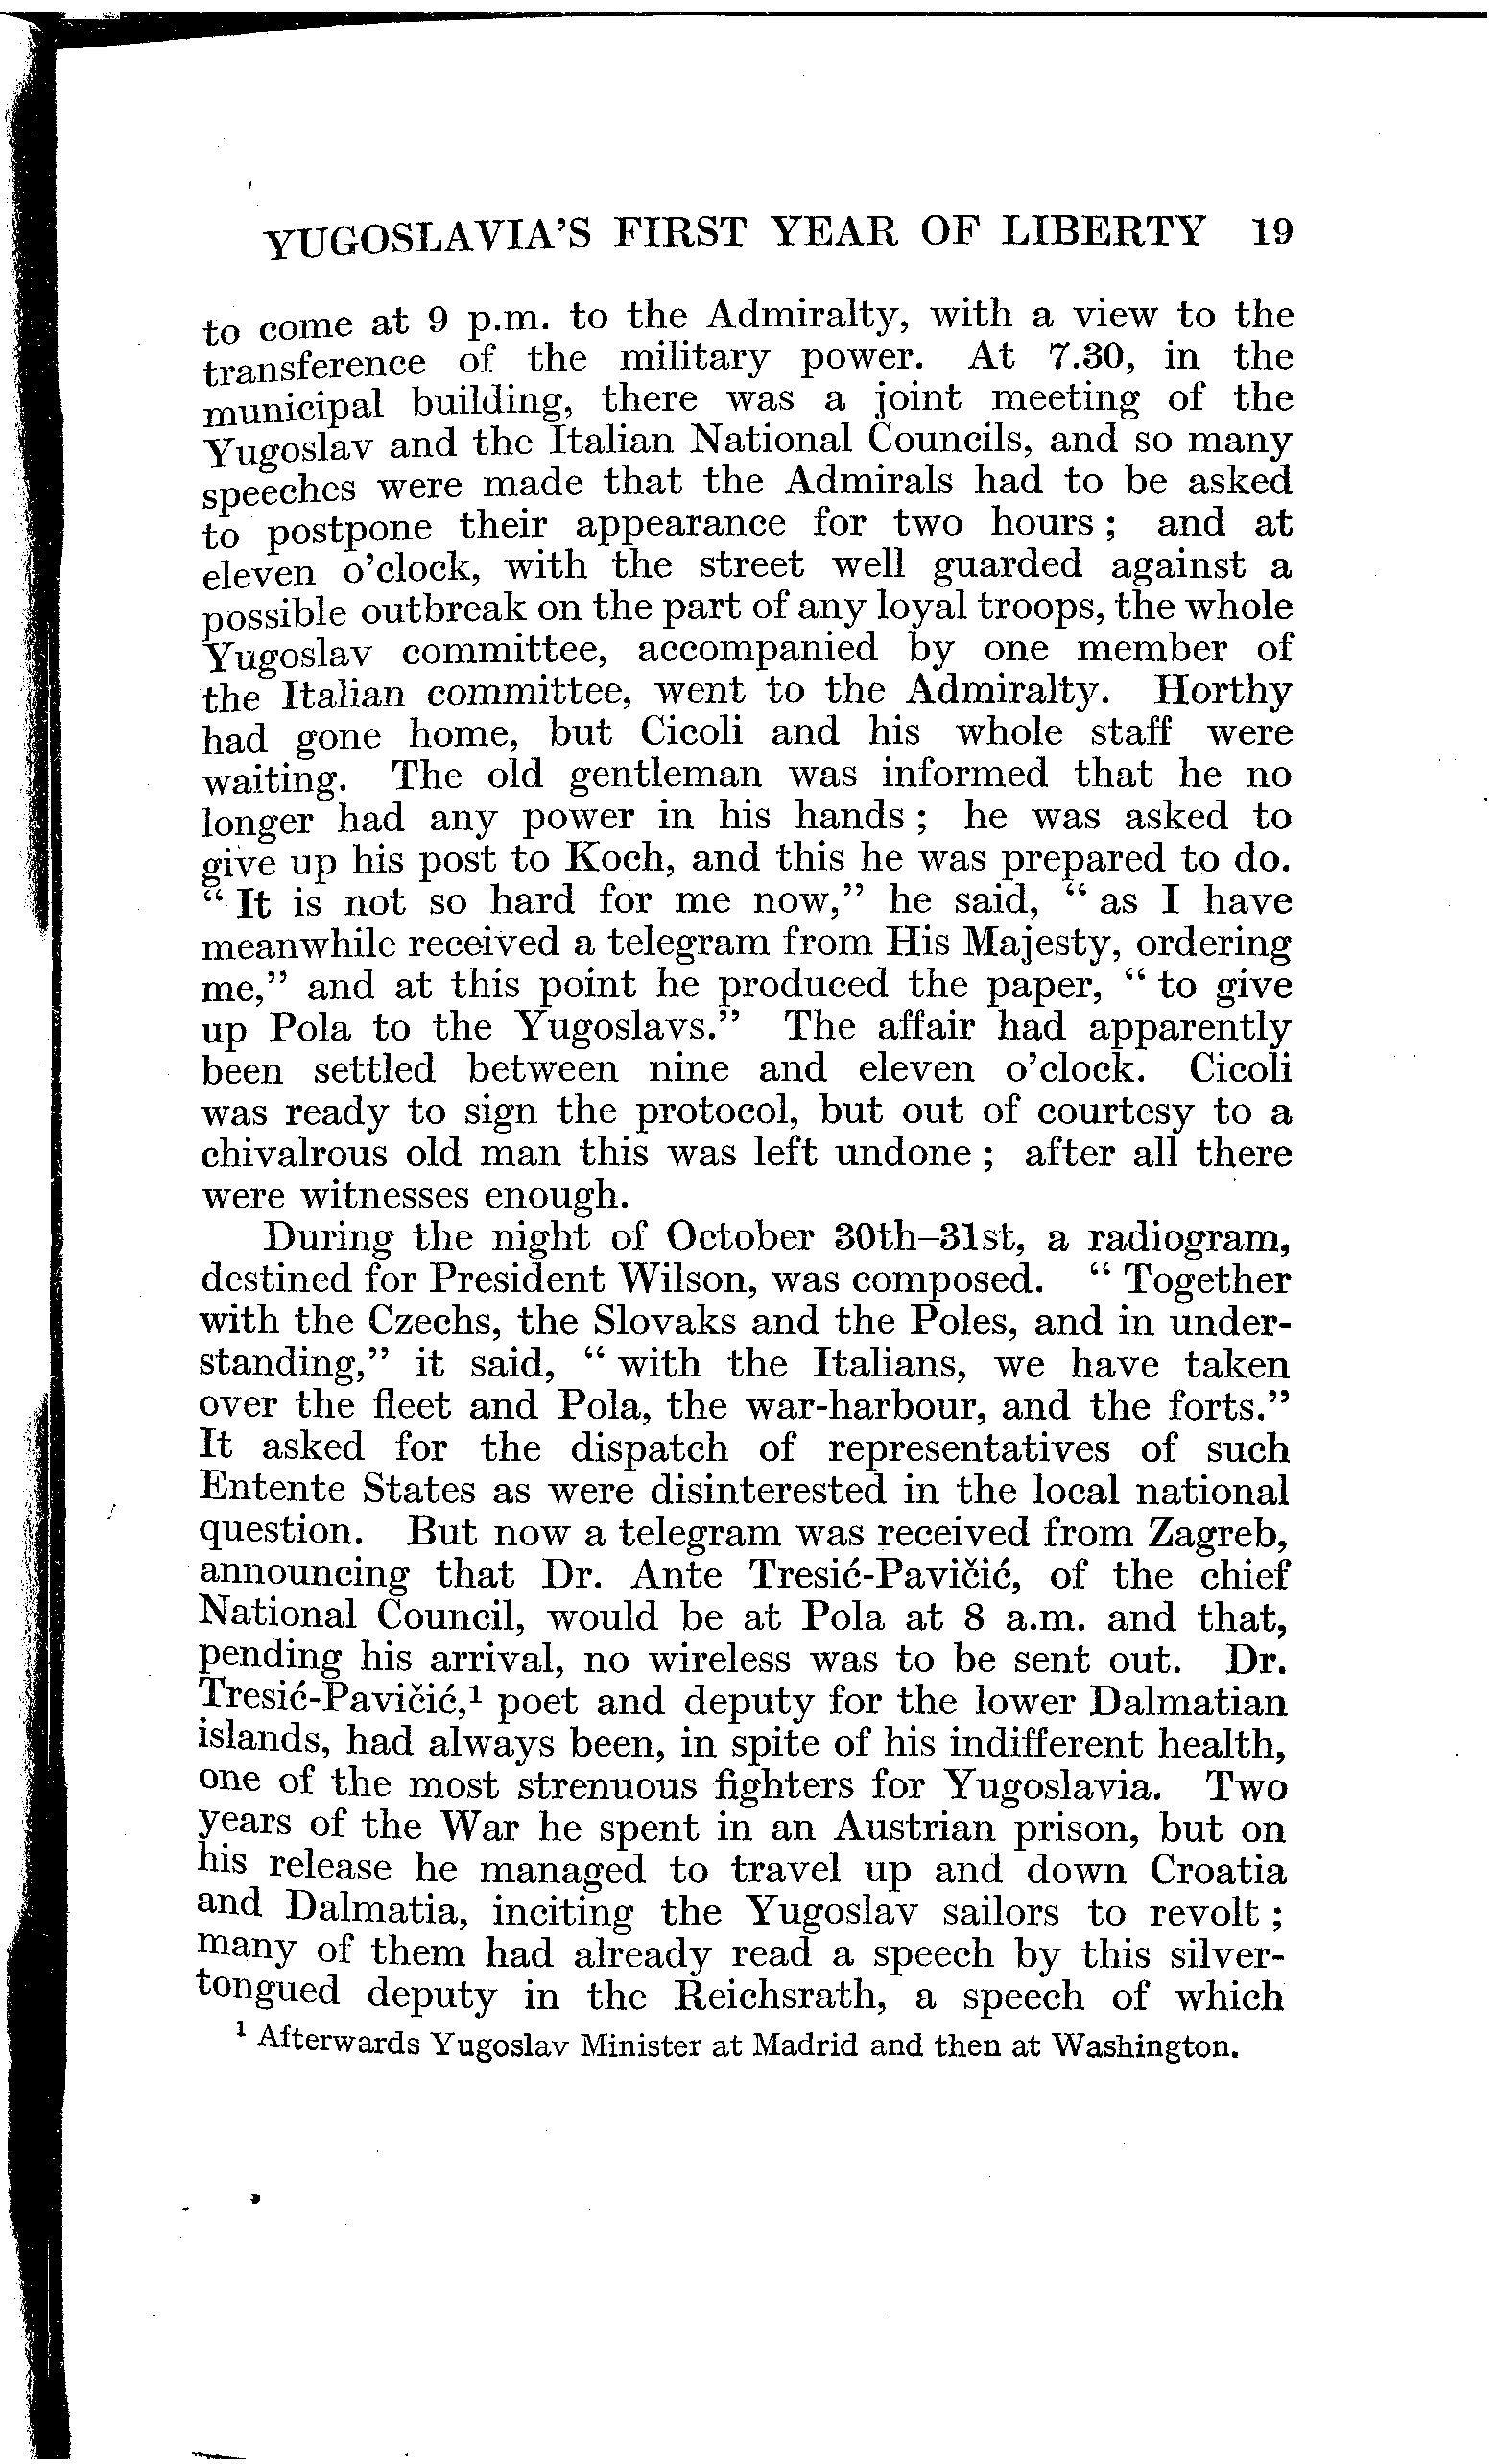 YUGOSLAVIA'S FIRST YEAR OF LIBERTY 19
to come at 9 p.m. to the Admiralty, with a view to the
transference of the military power. At 7.30, in the
municipal building, there was a joint meeting of the
Yugoslav and the Italian National Councils, and so many
speeches were made that the Admirals had to be asked
to postpone their appearance for two hours ; and at
eleven o'clock, with the street well guarded against a
possible outbreak on the part of any loyal troops, the whole
Yugoslav committee, accompanied by one member of
the Italian committee, went to the Admiralty. Horthy
had gone home, but Cicoli and his whole staff were
waiting. The old gentleman was informed that he no
longer had any power in his hands ; he was asked to
give up his post to Koch, and this he was prepared to do.
“ It is not so hard for me now,” he said, “ as I have
meanwhile received a telegram from His Majesty, ordering
me,” and at this point he produced the paper, “ to give
up Pola to the Yugoslavs.” The affair had apparently
been settled between nine and eleven o'clock. Cicoli
was ready to sign the protocol, but out of courtesy to a
chivalrous old man this was left undone ; after all there
were witnesses enough.
During the night of October 30th–31st, a radiogram,
destined for President Wilson, was composed. “ Together
with the Czechs, the Slovaks and the Poles, and in under-
standing,” it said, “ with the Italians, we have taken
over the fleet and Pola, the war-harbour, and the forts.”
It asked for the dispatch of representatives of such
Entente States as were disinterested in the local national
question. But now a telegram was received from Zagreb,
announcing that Dr. Ante Tresić-Pavičić, of the chief
National Council, would be at Pola at 8 a.m. and that,
pending his arrival, no wireless was to be sent out. Dr.
Tresić-Pavičić,¹ poet and deputy for the lower Dalmatian
islands, had always been, in spite of his indifferent health,
one of the most strenuous fighters for Yugoslavia. Two
years of the War he spent in an Austrian prison, but on
his release he managed to travel up and down Croatia
and Dalmatia, inciting the Yugoslav sailors to revolt ;
many of them had already read a speech by this silver-
tongued deputy in the Reichsrath, a speech of which
¹ Afterwards Yugoslav Minister at Madrid and then at Washington.